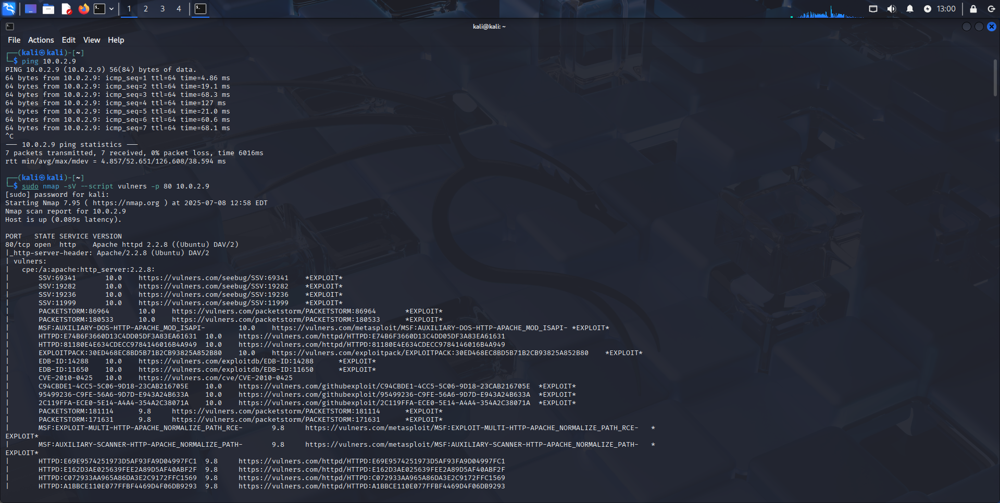 1 2 3 4 13:00
kali@kali: ~
File Actions Edit View Help
┌──(kali㉿kali)-[~]
└─$ ping 10.0.2.9
PING 10.0.2.9 (10.0.2.9) 56(84) bytes of data.
64 bytes from 10.0.2.9: icmp_seq=1 ttl=64 time=4.86 ms
64 bytes from 10.0.2.9: icmp_seq=2 ttl=64 time=19.1 ms
64 bytes from 10.0.2.9: icmp_seq=3 ttl=64 time=68.3 ms
64 bytes from 10.0.2.9: icmp_seq=4 ttl=64 time=127 ms
64 bytes from 10.0.2.9: icmp_seq=5 ttl=64 time=21.0 ms
64 bytes from 10.0.2.9: icmp_seq=6 ttl=64 time=60.6 ms
64 bytes from 10.0.2.9: icmp_seq=7 ttl=64 time=68.1 ms
^C
--- 10.0.2.9 ping statistics ---
7 packets transmitted, 7 received, 0% packet loss, time 6016ms
rtt min/avg/max/mdev = 4.857/52.651/126.608/38.594 ms
┌──(kali㉿kali)-[~]
└─$ sudo nmap -sV --script vulners -p 80 10.0.2.9
[sudo] password for kali:
Starting Nmap 7.95 ( https://nmap.org ) at 2025-07-08 12:58 EDT
Nmap scan report for 10.0.2.9
Host is up (0.089s latency).
PORT STATE SERVICE VERSION
80/tcp open http Apache httpd 2.2.8 ((Ubuntu) DAV/2)
|_http-server-header: Apache/2.2.8 (Ubuntu) DAV/2
| vulners:
| cpe:/a:apache:http_server:2.2.8:
| SSV:69341 10.0 https://vulners.com/seebug/SSV:69341 *EXPLOIT*
| SSV:19282 10.0 https://vulners.com/seebug/SSV:19282 *EXPLOIT*
| SSV:19236 10.0 https://vulners.com/seebug/SSV:19236 *EXPLOIT*
| SSV:11999 10.0 https://vulners.com/seebug/SSV:11999 *EXPLOIT*
| PACKETSTORM:86964 10.0 https://vulners.com/packetstorm/PACKETSTORM:86964 *EXPLOIT*
| PACKETSTORM:180533 10.0 https://vulners.com/packetstorm/PACKETSTORM:180533 *EXPLOIT*
| MSF:AUXILIARY-DOS-HTTP-APACHE_MOD_ISAPI- 10.0 https://vulners.com/metasploit/MSF:AUXILIARY-DOS-HTTP-APACHE_MOD_ISAPI- *EXPLOIT*
| HTTPD:E74B6F3660D13C4DD05DF3A83EA61631 10.0 https://vulners.com/httpd/HTTPD:E74B6F3660D13C4DD05DF3A83EA61631
| HTTPD:81180E4E634CDECC9784146016B4A949 10.0 https://vulners.com/httpd/HTTPD:81180E4E634CDECC9784146016B4A949
| EXPLOITPACK:30ED468EC8BD5B71B2CB93825A852B80 10.0 https://vulners.com/exploitpack/EXPLOITPACK:30ED468EC8BD5B71B2CB93825A852B80 *EXPLOIT*
| EDB-ID:14288 10.0 https://vulners.com/exploitdb/EDB-ID:14288 *EXPLOIT*
| EDB-ID:11650 10.0 https://vulners.com/exploitdb/EDB-ID:11650 *EXPLOIT*
| CVE-2010-0425 10.0 https://vulners.com/cve/CVE-2010-0425
| C94CBDE1-4CC5-5C06-9D18-23CAB216705E 10.0 https://vulners.com/githubexploit/C94CBDE1-4CC5-5C06-9D18-23CAB216705E *EXPLOIT*
| 95499236-C9FE-56A6-9D7D-E943A24B633A 10.0 https://vulners.com/githubexploit/95499236-C9FE-56A6-9D7D-E943A24B633A *EXPLOIT*
| 2C119FFA-ECE0-5E14-A4A4-354A2C38071A 10.0 https://vulners.com/githubexploit/2C119FFA-ECE0-5E14-A4A4-354A2C38071A *EXPLOIT*
| PACKETSTORM:181114 9.8 https://vulners.com/packetstorm/PACKETSTORM:181114 *EXPLOIT*
| PACKETSTORM:171631 9.8 https://vulners.com/packetstorm/PACKETSTORM:171631 *EXPLOIT*
| MSF:EXPLOIT-MULTI-HTTP-APACHE_NORMALIZE_PATH_RCE- 9.8 https://vulners.com/metasploit/MSF:EXPLOIT-MULTI-HTTP-APACHE_NORMALIZE_PATH_RCE- *
EXPLOIT*
| MSF:AUXILIARY-SCANNER-HTTP-APACHE_NORMALIZE_PATH- 9.8 https://vulners.com/metasploit/MSF:AUXILIARY-SCANNER-HTTP-APACHE_NORMALIZE_PATH- *
EXPLOIT*
| HTTPD:E69E9574251973D5AF93FA9D04997FC1 9.8 https://vulners.com/httpd/HTTPD:E69E9574251973D5AF93FA9D04997FC1
| HTTPD:E162D3AE025639FEE2A89D5AF40ABF2F 9.8 https://vulners.com/httpd/HTTPD:E162D3AE025639FEE2A89D5AF40ABF2F
| HTTPD:C072933AA965A86DA3E2C9172FFC1569 9.8 https://vulners.com/httpd/HTTPD:C072933AA965A86DA3E2C9172FFC1569
| HTTPD:A1BBCE110E077FFBF4469D4F06DB9293 9.8 https://vulners.com/httpd/HTTPD:A1BBCE110E077FFBF4469D4F06DB9293